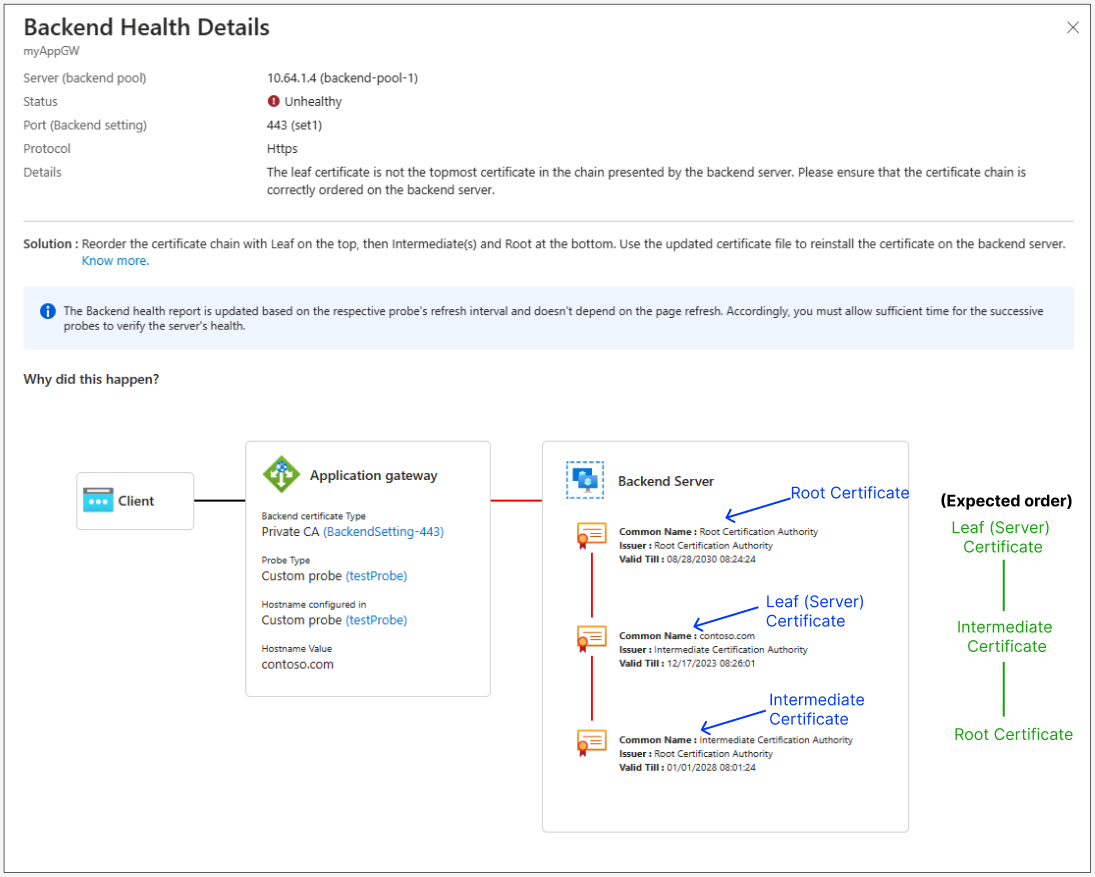 Backend Health Details
myAppGW
Server (backend pool) 10.64.1.4 (backend-pool-1)
Status Unhealthy
Port (Backend setting) 443 (set1)
Protocol Https
Details The leaf certificate is not the topmost certificate in the chain presented by the backend server. Please ensure that the certificate chain is
correctly ordered on the backend server.
Solution : Reorder the certificate chain with Leaf on the top, then Intermediate(s) and Root at the bottom. Use the updated certificate file to reinstall the certificate on the backend server.
Know more.
The Backend health report is updated based on the respective probe's refresh interval and doesn't depend on the page refresh. Accordingly, you must allow sufficient time for the successive
probes to verify the server's health.
Why did this happen?
Client
Application gateway
Backend certificate Type
Private CA (BackendSetting-443)
Probe Type
Custom probe (testProbe)
Hostname configured in
Custom probe (testProbe)
Hostname Value
contoso.com
Backend Server
Root Certificate
Common Name : Root Certification Authority
Issuer : Root Certification Authority
Valid Till : 08/28/2030 08:24:24
Leaf (Server)
Certificate
Common Name : contoso.com
Issuer : Intermediate Certification Authority
Valid Till : 12/17/2023 08:26:01
Intermediate
Certificate
Common Name : Intermediate Certification Authority
Issuer : Root Certification Authority
Valid Till : 01/01/2028 08:01:24
(Expected order)
Leaf (Server)
Certificate
Intermediate
Certificate
Root Certificate